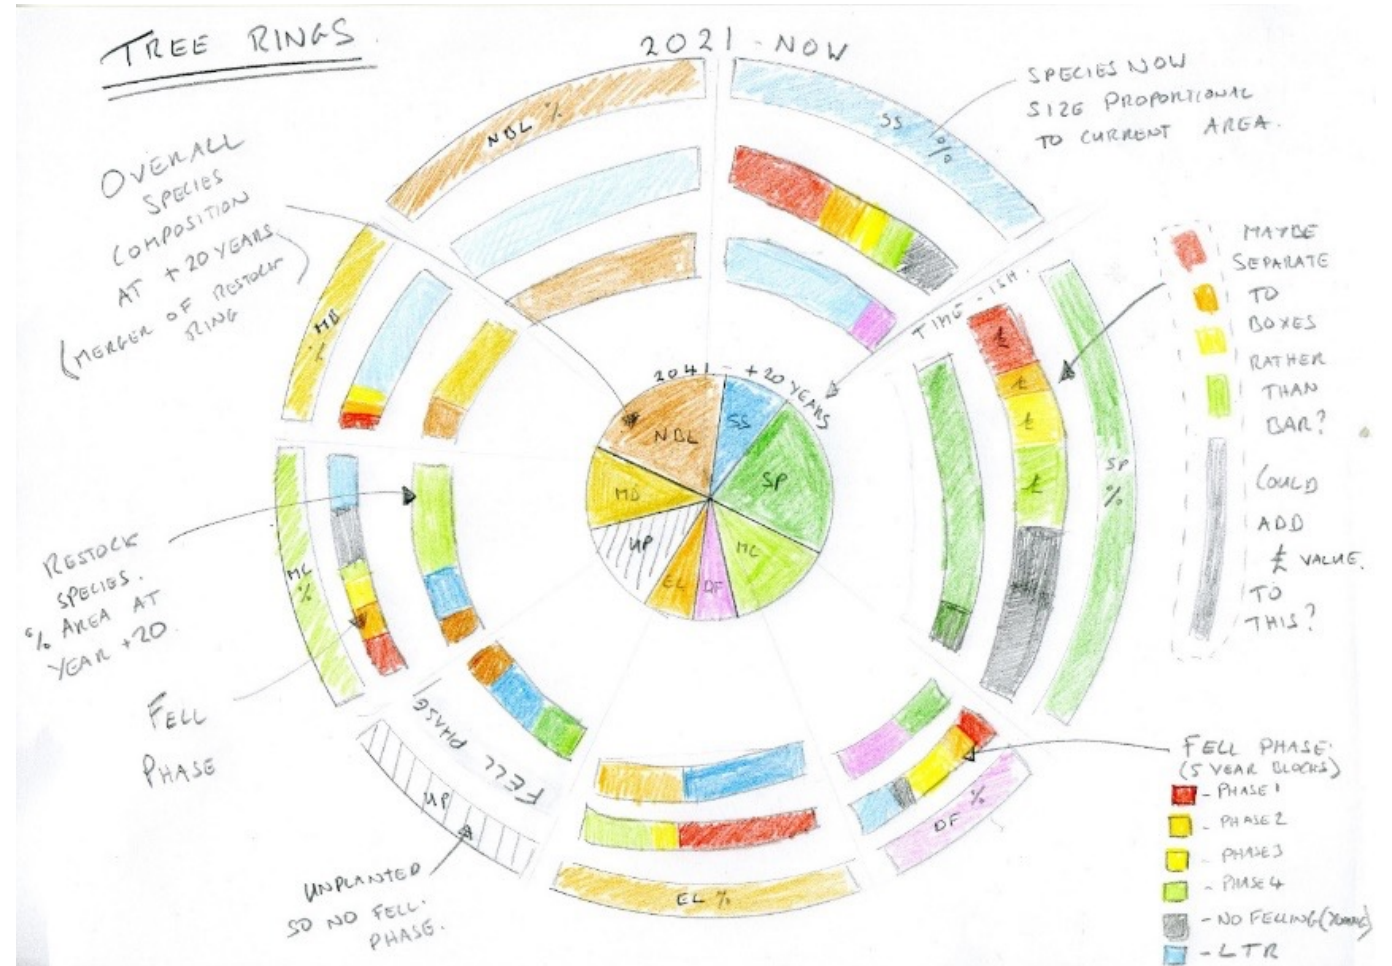 TREE RINGS
2021 - NOW
SPECIES NOW
SIZE PROPORTIONAL
TO CURRENT AREA.
OVERALL
SPECIES
COMPOSITION
AT + 20 YEARS
(MERGER OF RESTOCK
RING)
NBL %
SS %
MB %
SP %
MC %
UP
EL %
DF %
TIME-ISH.
2041 - +20 YEARS
NBL
SS
SP
MC
DF
EL
UP
MB
£
£
£
£
MAYBE
SEPARATE
TO
BOXES
RATHER
THAN
BAR?
COULD
ADD
£ VALUE.
TO
THIS?
RESTOCK
SPECIES.
% AREA AT
YEAR +20.
FELL
PHASE
FELL PHASE
UNPLANTED
SO NO FELL.
PHASE.
FELL PHASE.
(5 YEAR BLOCKS)
- PHASE 1
- PHASE 2
- PHASE 3
- PHASE 4
- NO FELLING (YOUNG)
- LTR